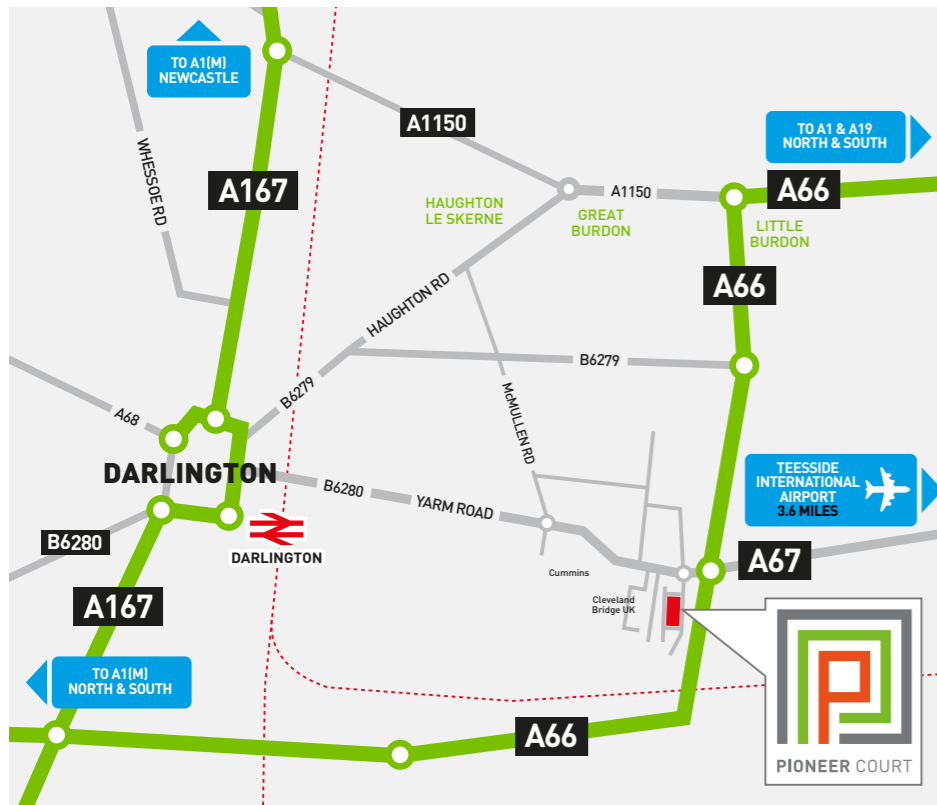 TO A1(M)
NEWCASTLE
A1150
TO A1 & A19
NORTH & SOUTH
WHESSOE RD
A167
A1150
A66
HAUGHTON
LE SKERNE
GREAT
BURDON
LITTLE
BURDON
A66
HAUGHTON RD
B6279
B6279
McMULLEN RD
A68
DARLINGTON
B6280
YARM ROAD
TEESSIDE
INTERNATIONAL
AIRPORT
3.6 MILES
B6280
DARLINGTON
A67
Cummins
A167
Cleveland
Bridge UK
TO A1(M)
NORTH & SOUTH
A66
PIONEER COURT